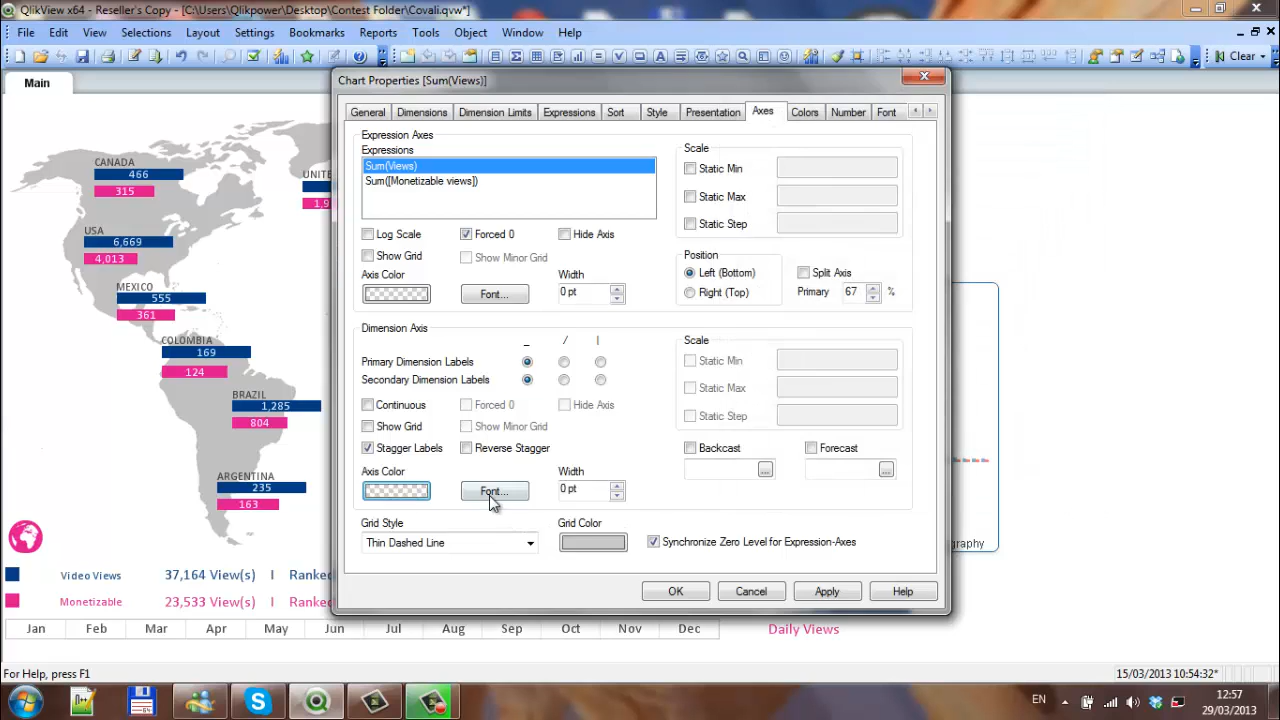 QlikView x64 - Reseller's Copy - [C:\Users\Qlikpower\Desktop\Contest Folder\Covali.qvw*]
File Edit View Selections Layout Settings Bookmarks Reports Tools Object Window Help
Clear
Main
Chart Properties [Sum(Views)]
General Dimensions Dimension Limits Expressions Sort Style Presentation Axes Colors Number Font
Expression Axes
Expressions
Sum(Views)
Sum([Monetizable views])
Scale
Static Min
Static Max
Static Step
Log Scale Forced 0 Hide Axis
Show Grid Show Minor Grid
Position
Left (Bottom) Split Axis
Right (Top) Primary 67 %
Axis Color Width
Font... 0 pt
Dimension Axis
_ / |
Primary Dimension Labels
Secondary Dimension Labels
Scale
Static Min
Static Max
Static Step
Continuous Forced 0 Hide Axis
Show Grid Show Minor Grid
Stagger Labels Reverse Stagger
Backcast Forecast
... ...
Axis Color Width
Font... 0 pt
Grid Style Grid Color
Thin Dashed Line Synchronize Zero Level for Expression-Axes
OK Cancel Apply Help
CANADA
466
315
USA
6,669
4,013
MEXICO
555
361
COLOMBIA
169
124
BRAZIL
1,285
804
ARGENTINA
235
163
UNITE
1,9
graphy
Video Views 37,164 View(s) I Ranke
Monetizable 23,533 View(s) I Ranke
Jan Feb Mar Apr May Jun Jul Aug Sep Oct Nov Dec Daily Views
For Help, press F1 15/03/2013 10:54:32*
EN 12:57
29/03/2013